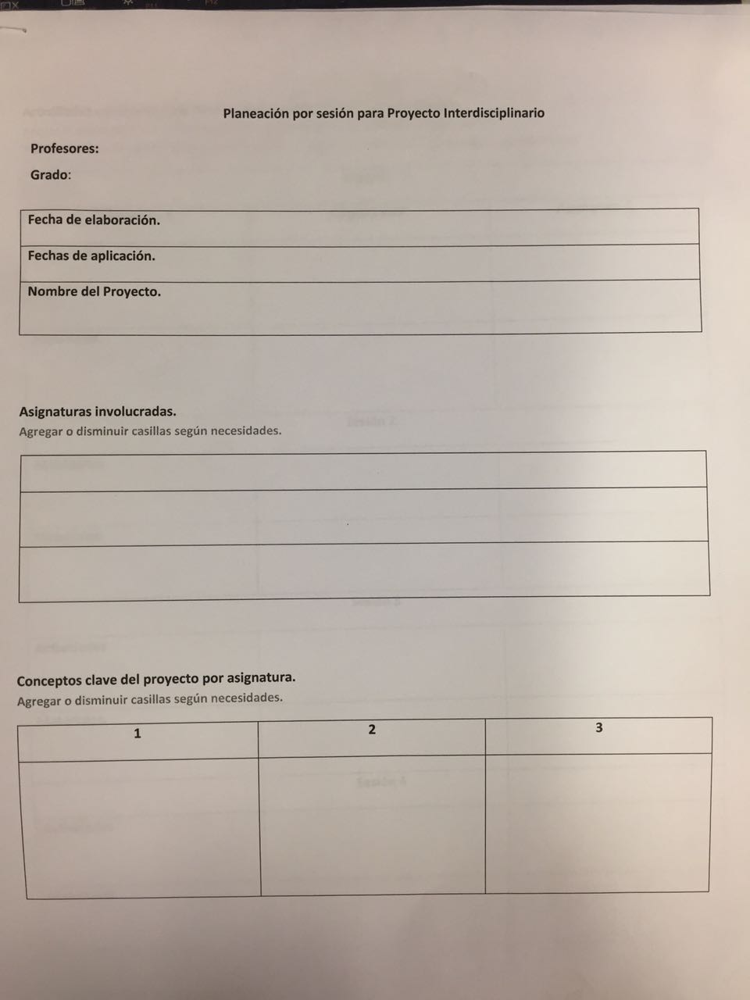 Planeación por sesión para Proyecto Interdisciplinario
Profesores:
Grado:
Fecha de elaboración.
Fechas de aplicación.
Nombre del Proyecto.
Asignaturas involucradas.
Agregar o disminuir casillas según necesidades.
Conceptos clave del proyecto por asignatura.
Agregar o disminuir casillas según necesidades.
1 2 3